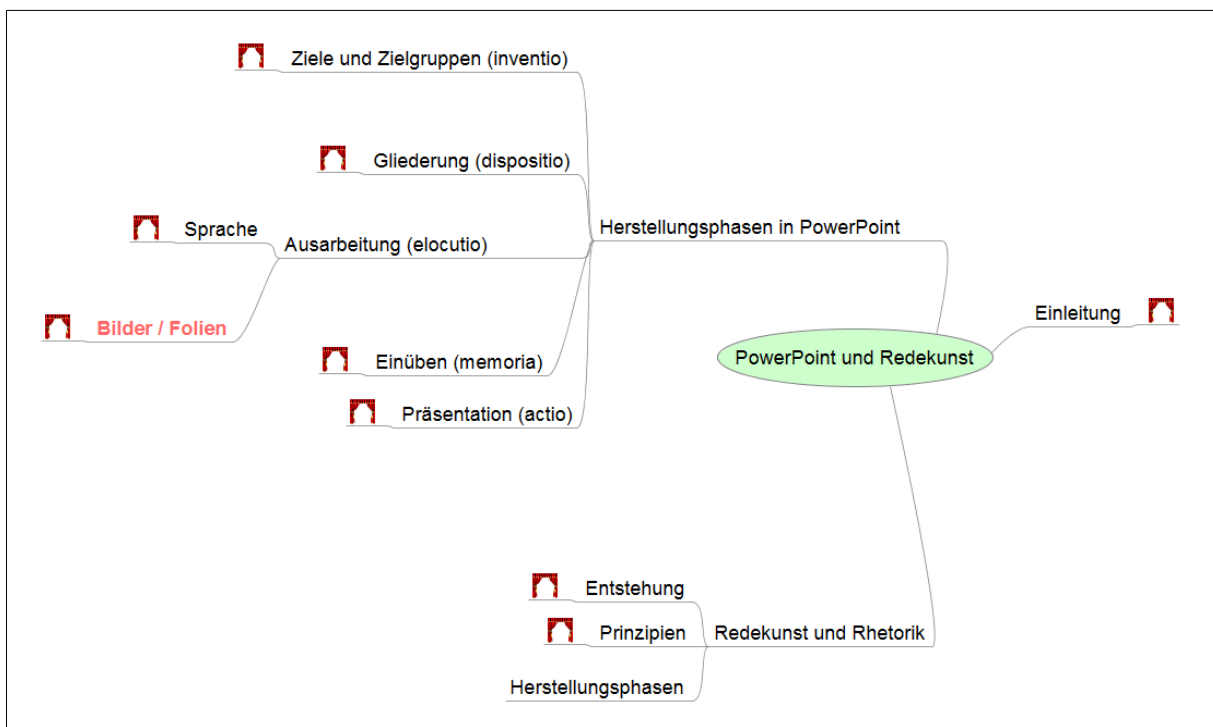 Ziele und Zielgruppen (inventio)
Gliederung (dispositio)
Sprache
Ausarbeitung (elocutio)
Herstellungsphasen in PowerPoint
Bilder / Folien
Einleitung
PowerPoint und Redekunst
Einüben (memoria)
Präsentation (actio)
Entstehung
Prinzipien
Redekunst und Rhetorik
Herstellungsphasen